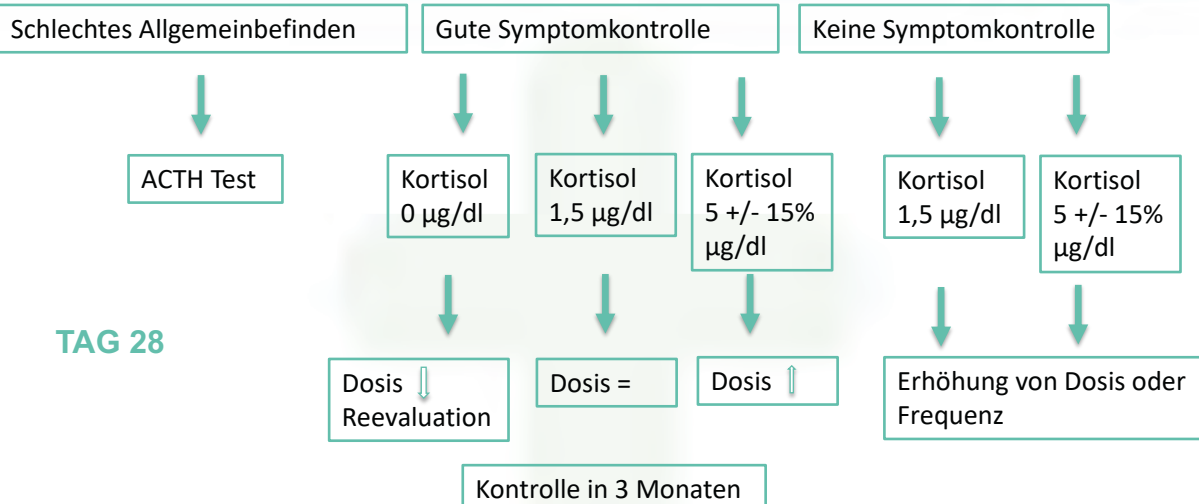 Schlechtes Allgemeinbefinden
Gute Symptomkontrolle
Keine Symptomkontrolle
ACTH Test
Kortisol
0 µg/dl
Kortisol
1,5 µg/dl
Kortisol
5 +/- 15%
µg/dl
Kortisol
1,5 µg/dl
Kortisol
5 +/- 15%
µg/dl
TAG 28
Dosis ⇓
Reevaluation
Dosis =
Dosis ⇑
Erhöhung von Dosis oder
Frequenz
Kontrolle in 3 Monaten